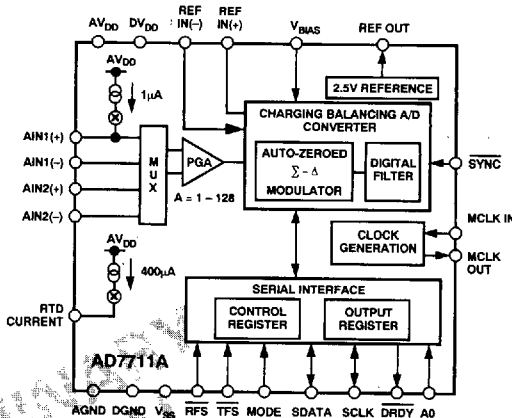 AVDD DVDD REF IN(–) REF IN(+) VBIAS REF OUT
AVDD
1μA
2.5V REFERENCE
CHARGING BALANCING A/D
CONVERTER
AUTO-ZEROED
Σ–Δ
MODULATOR
DIGITAL
FILTER
AIN1(+)
AIN1(–)
AIN2(+)
AIN2(–)
MUX
PGA
A = 1 – 128
SYNC
MCLK IN
CLOCK
GENERATION
MCLK
OUT
AVDD
400μA
RTD
CURRENT
SERIAL INTERFACE
CONTROL
REGISTER
OUTPUT
REGISTER
AD7711A
AGND DGND VSS RFS TFS MODE SDATA SCLK DRDY A0